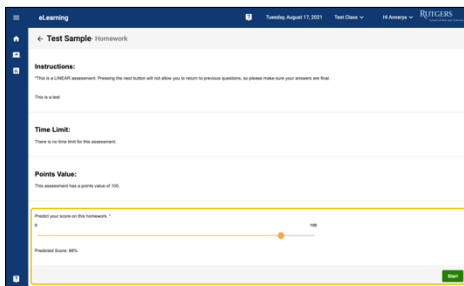 eLearning
Tuesday, August 17, 2021
Test Class
Hi Annerys
RUTGERS
← Test Sample- Homework
Instructions:
*This is a LINEAR assessment. Pressing the next button will not allow you to return to previous questions, so please make sure your answers are final.
This is a test
Time Limit:
There is no time limit for this assessment.
Points Value:
This assessment has a points value of 100.
Predict your score on this homework. *
0
100
Predicted Score: 88%
Start